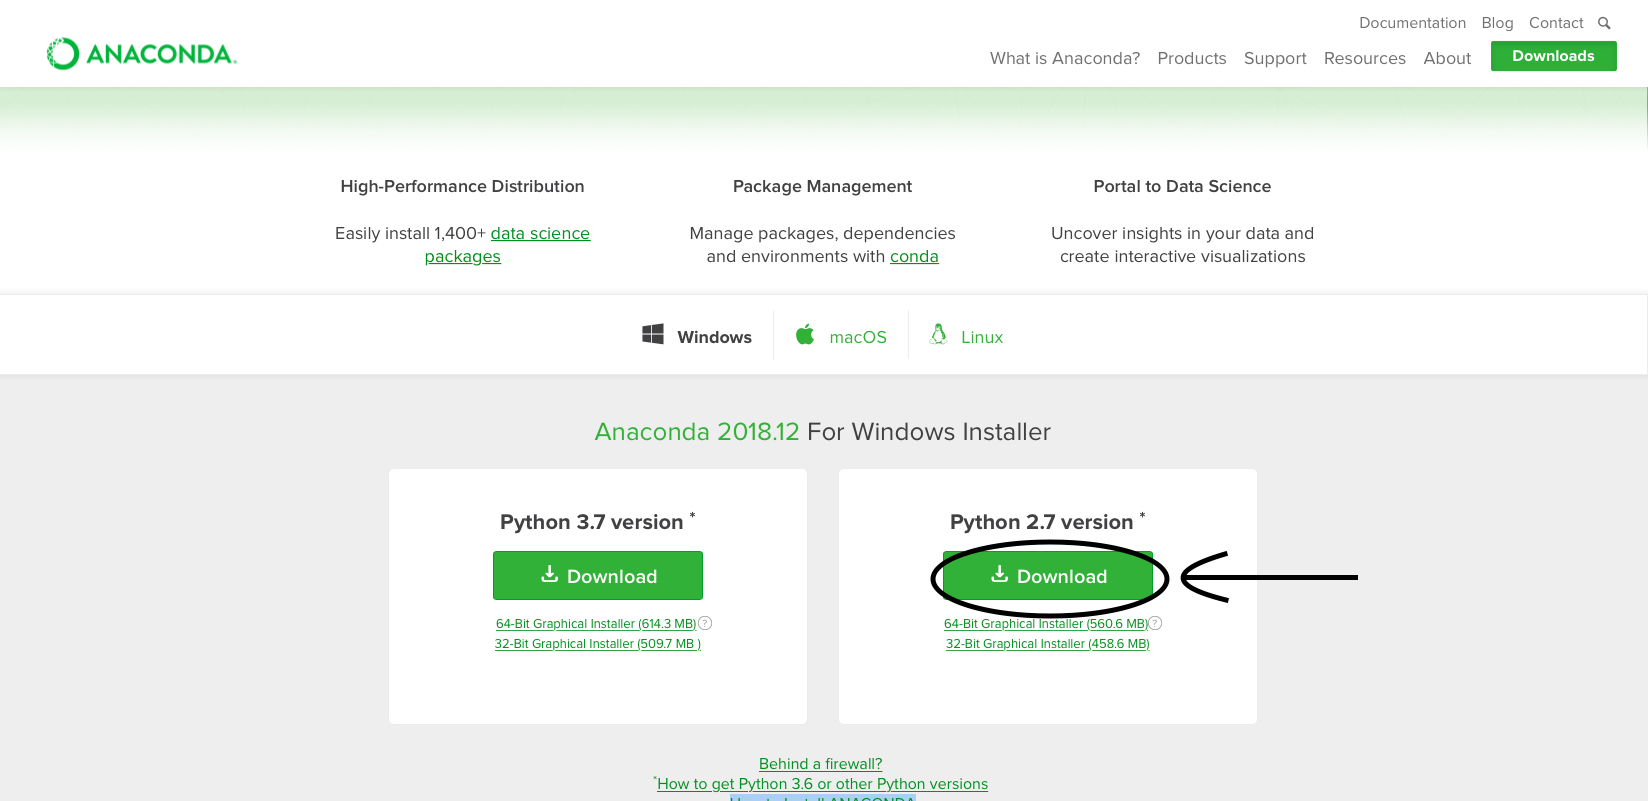 Documentation Blog Contact
ANACONDA.
What is Anaconda? Products Support Resources About Downloads
High-Performance Distribution
Easily install 1,400+ data science
packages
Package Management
Manage packages, dependencies
and environments with conda
Portal to Data Science
Uncover insights in your data and
create interactive visualizations
Windows macOS Linux
Anaconda 2018.12 For Windows Installer
Python 3.7 version *
Download
64-Bit Graphical Installer (614.3 MB) ?
32-Bit Graphical Installer (509.7 MB )
Python 2.7 version *
Download
64-Bit Graphical Installer (560.6 MB) ?
32-Bit Graphical Installer (458.6 MB)
Behind a firewall?
*How to get Python 3.6 or other Python versions
How to Install ANACONDA